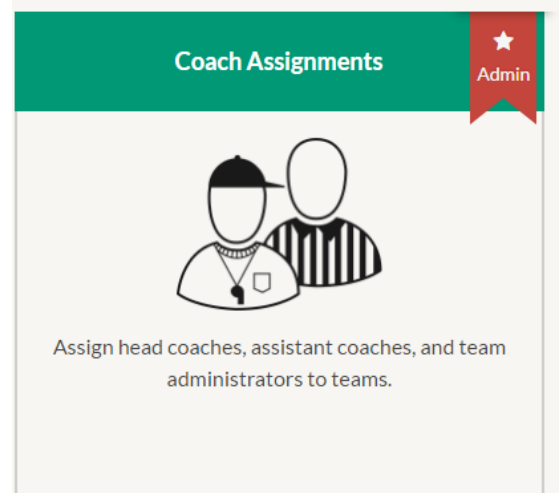 Coach Assignments
Admin
Assign head coaches, assistant coaches, and team
administrators to teams.